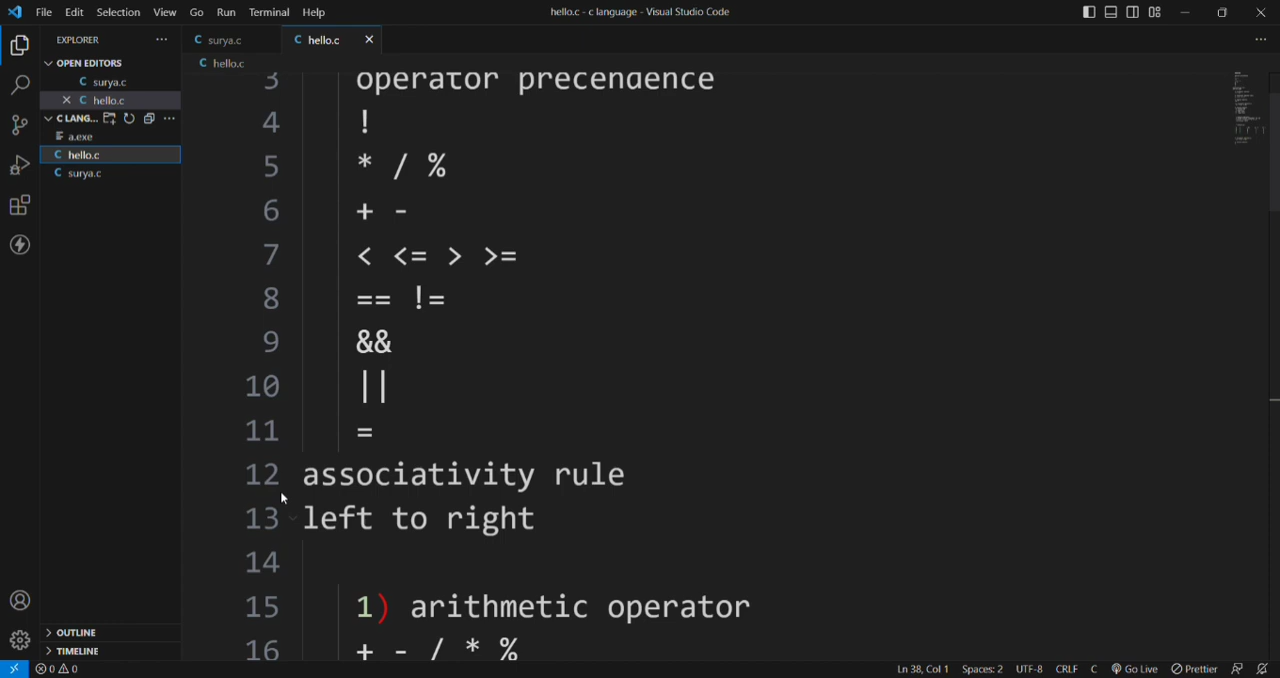 File Edit Selection View Go Run Terminal Help
hello.c - c language - Visual Studio Code
EXPLORER
OPEN EDITORS
surya.c
hello.c
C LANG...
a.exe
hello.c
surya.c
OUTLINE
TIMELINE
surya.c
hello.c
hello.c
3 operator precendence
4 !
5 * / %
6 + -
7 < <= > >=
8 == !=
9 &&
10 ||
11 =
12 associativity rule
13 left to right
14
15 1) arithmetic operator
16 + - / * %
0 0
Ln 38, Col 1 Spaces: 2 UTF-8 CRLF C Go Live Prettier